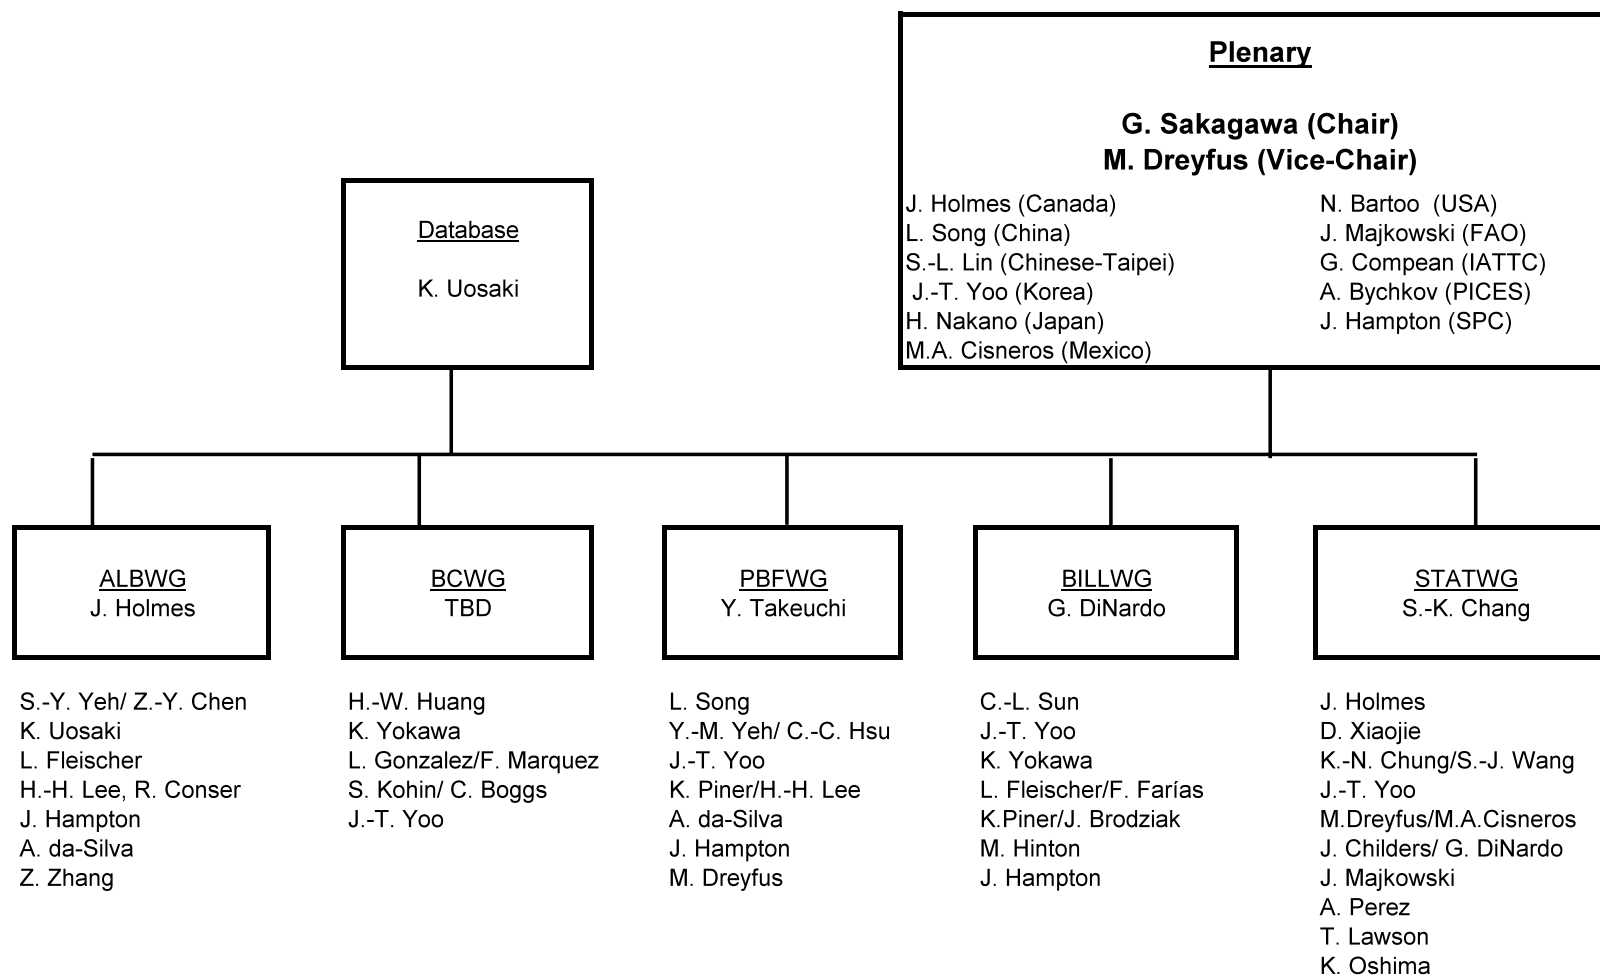 Plenary
G. Sakagawa (Chair)
M. Dreyfus (Vice-Chair)
J. Holmes (Canada)
L. Song (China)
S.-L. Lin (Chinese-Taipei)
J.-T. Yoo (Korea)
H. Nakano (Japan)
M.A. Cisneros (Mexico)
N. Bartoo (USA)
J. Majkowski (FAO)
G. Compean (IATTC)
A. Bychkov (PICES)
J. Hampton (SPC)
Database
K. Uosaki
ALBWG
J. Holmes
S.-Y. Yeh/ Z.-Y. Chen
K. Uosaki
L. Fleischer
H.-H. Lee, R. Conser
J. Hampton
A. da-Silva
Z. Zhang
BCWG
TBD
H.-W. Huang
K. Yokawa
L. Gonzalez/F. Marquez
S. Kohin/ C. Boggs
J.-T. Yoo
PBFWG
Y. Takeuchi
L. Song
Y.-M. Yeh/ C.-C. Hsu
J.-T. Yoo
K. Piner/H.-H. Lee
A. da-Silva
J. Hampton
M. Dreyfus
BILLWG
G. DiNardo
C.-L. Sun
J.-T. Yoo
K. Yokawa
L. Fleischer/F. Farías
K.Piner/J. Brodziak
M. Hinton
J. Hampton
STATWG
S.-K. Chang
J. Holmes
D. Xiaojie
K.-N. Chung/S.-J. Wang
J.-T. Yoo
M.Dreyfus/M.A.Cisneros
J. Childers/ G. DiNardo
J. Majkowski
A. Perez
T. Lawson
K. Oshima